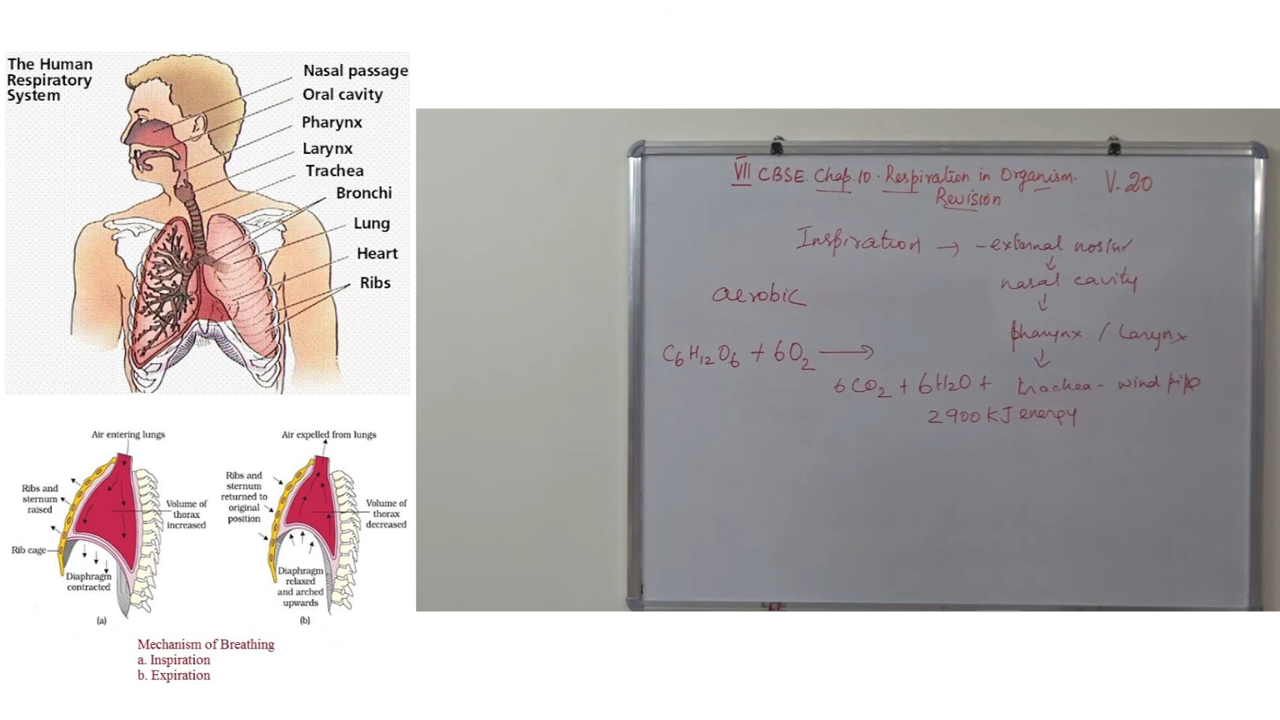 The Human
Respiratory
System
Nasal passage
Oral cavity
Pharynx
Larynx
Trachea
Bronchi
Lung
Heart
Ribs
Air entering lungs
Ribs and
sternum
raised
Volume of
thorax
increased
Rib cage
Diaphragm
contracted
(a)
Air expelled from lungs
Ribs and
sternum
returned to
original
position
Volume of
thorax
decreased
Diaphragm
relaxed
and arched
upwards
(b)
Mechanism of Breathing
a. Inspiration
b. Expiration
VII CBSE. Chap.10 - Respiration in Organism.
Revision
V-20
Inspiration → - external
↓
nasal cavity
↓
pharynx / Larynx
↓
trachea - wind pipe
aerobic
C6H12O6 + 6O2 →
6CO2 + 6H2O +
2900 KJ energy